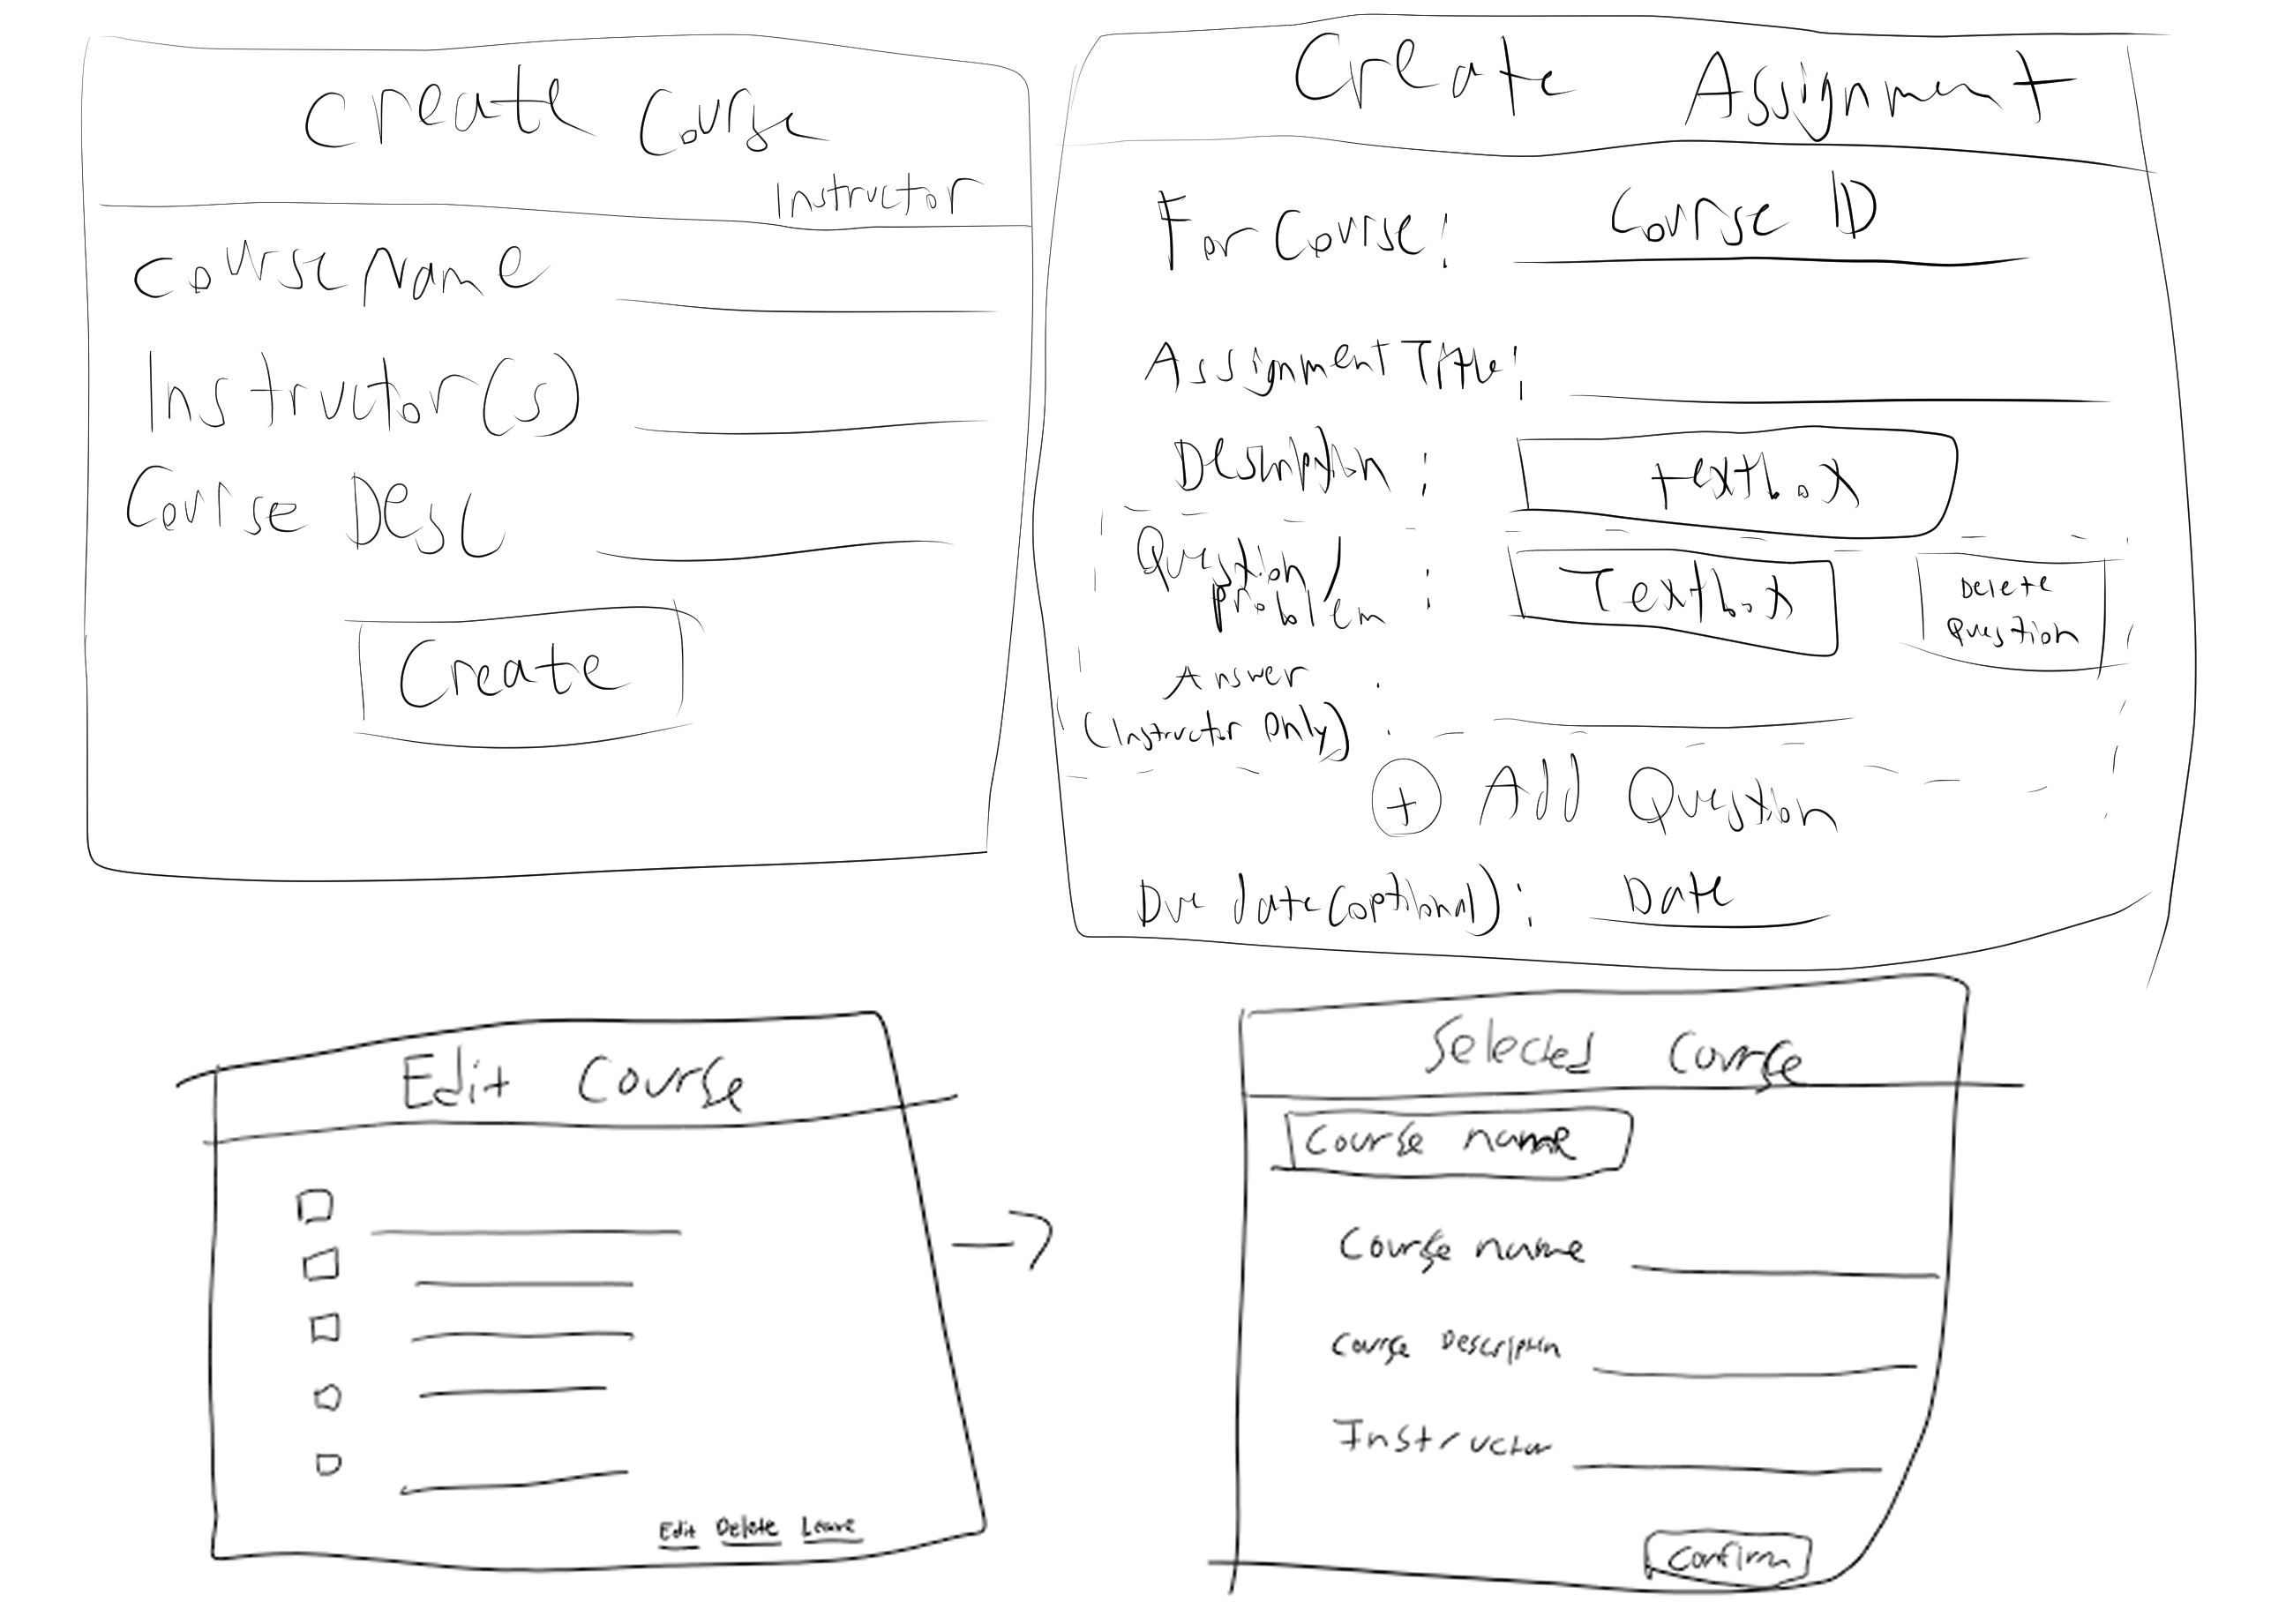 Create Course
Instructor
Course Name
Instructor(s)
Course Desc
Create
Create Assignment
For Course: Course ID
Assignment Title:
Description: textbox
Question/ : Textbox
problem
Delete
Question
Answer :
(Instructor Only)
+ Add Question
Due date(optional): Date
Edit Course
Edit Delete Leave
Selected Course
Course name
Course name
Course Description
Instructor
Confirm